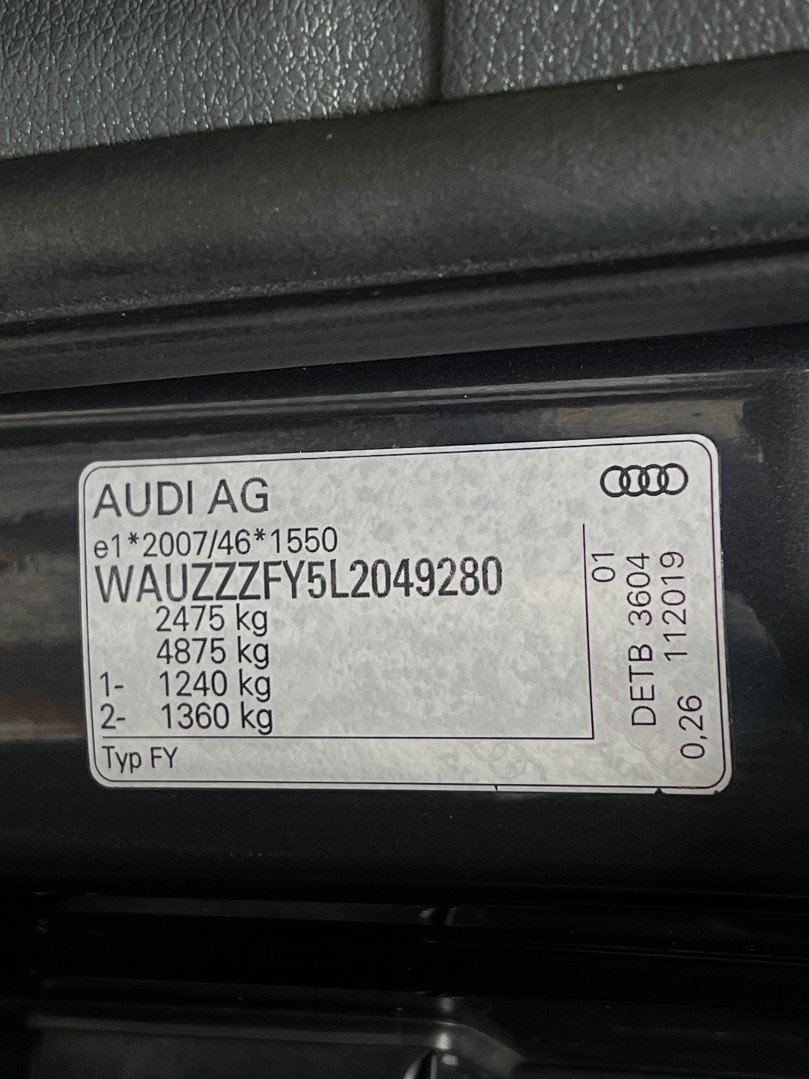 AUDI AG
e1*2007/46*1550
WAUZZZFY5L2049280
2475 kg
4875 kg
1- 1240 kg
2- 1360 kg
Typ FY
01
DETB 3604
0,26 112019